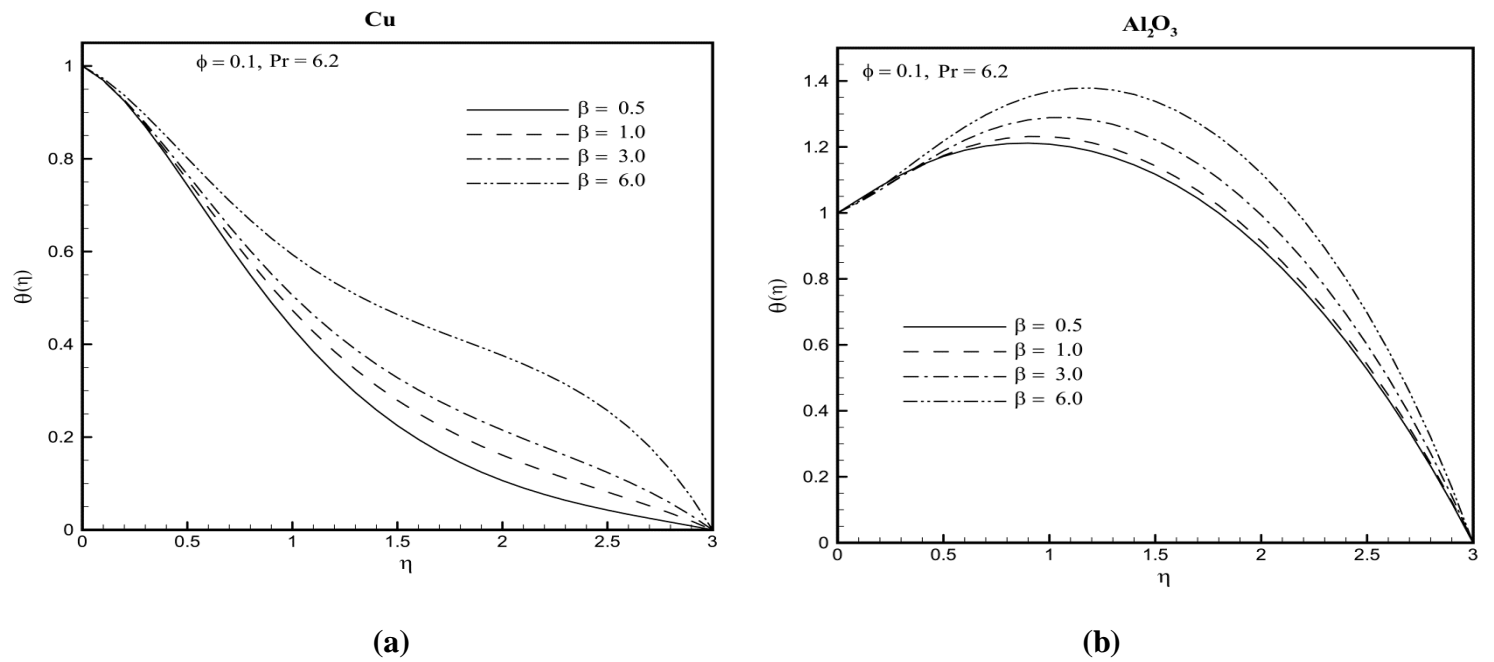 Cu
ϕ = 0.1, Pr = 6.2
β = 0.5
β = 1.0
β = 3.0
β = 6.0
θ(η)
1
0.8
0.6
0.4
0.2
0
0 0.5 1 1.5 2 2.5 3
η
(a)
Al₂O₃
ϕ = 0.1, Pr = 6.2
β = 0.5
β = 1.0
β = 3.0
β = 6.0
θ(η)
1.4
1.2
1
0.8
0.6
0.4
0.2
0
0 0.5 1 1.5 2 2.5 3
η
(b)